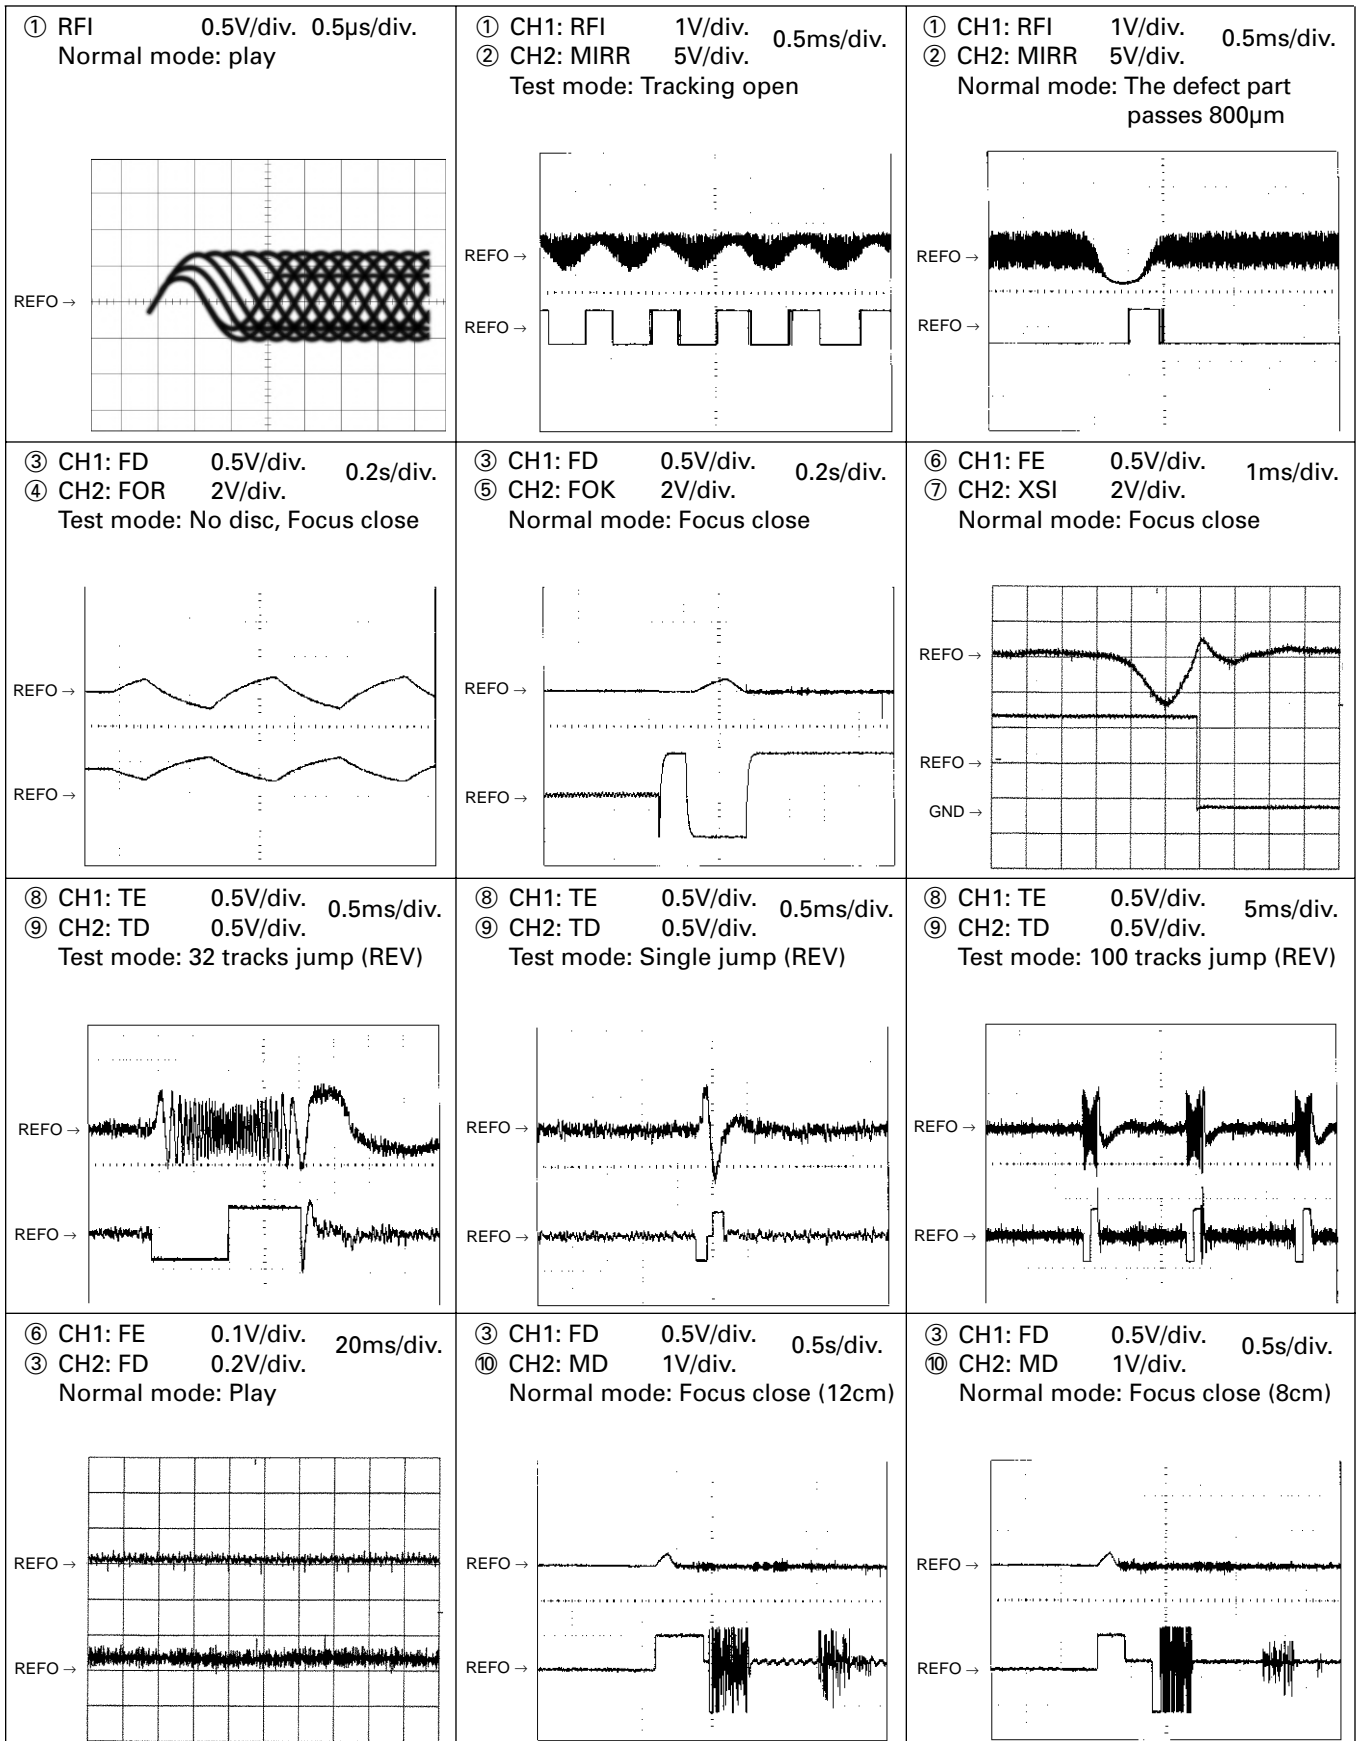 ① RFI 0.5V/div. 0.5µs/div.
Normal mode: play
REFO →
① CH1: RFI 1V/div. 0.5ms/div.
② CH2: MIRR 5V/div.
Test mode: Tracking open
REFO →
REFO →
① CH1: RFI 1V/div. 0.5ms/div.
② CH2: MIRR 5V/div.
Normal mode: The defect part
passes 800µm
REFO →
REFO →
③ CH1: FD 0.5V/div. 0.2s/div.
④ CH2: FOR 2V/div.
Test mode: No disc, Focus close
REFO →
REFO →
③ CH1: FD 0.5V/div. 0.2s/div.
⑤ CH2: FOK 2V/div.
Normal mode: Focus close
REFO →
REFO →
⑥ CH1: FE 0.5V/div. 1ms/div.
⑦ CH2: XSI 2V/div.
Normal mode: Focus close
REFO →
REFO →
GND →
⑧ CH1: TE 0.5V/div. 0.5ms/div.
⑨ CH2: TD 0.5V/div.
Test mode: 32 tracks jump (REV)
REFO →
REFO →
⑧ CH1: TE 0.5V/div. 0.5ms/div.
⑨ CH2: TD 0.5V/div.
Test mode: Single jump (REV)
REFO →
REFO →
⑧ CH1: TE 0.5V/div. 5ms/div.
⑨ CH2: TD 0.5V/div.
Test mode: 100 tracks jump (REV)
REFO →
REFO →
⑥ CH1: FE 0.1V/div. 20ms/div.
③ CH2: FD 0.2V/div.
Normal mode: Play
REFO →
REFO →
③ CH1: FD 0.5V/div. 0.5s/div.
⑩ CH2: MD 1V/div.
Normal mode: Focus close (12cm)
REFO →
REFO →
③ CH1: FD 0.5V/div. 0.5s/div.
⑩ CH2: MD 1V/div.
Normal mode: Focus close (8cm)
REFO →
REFO →